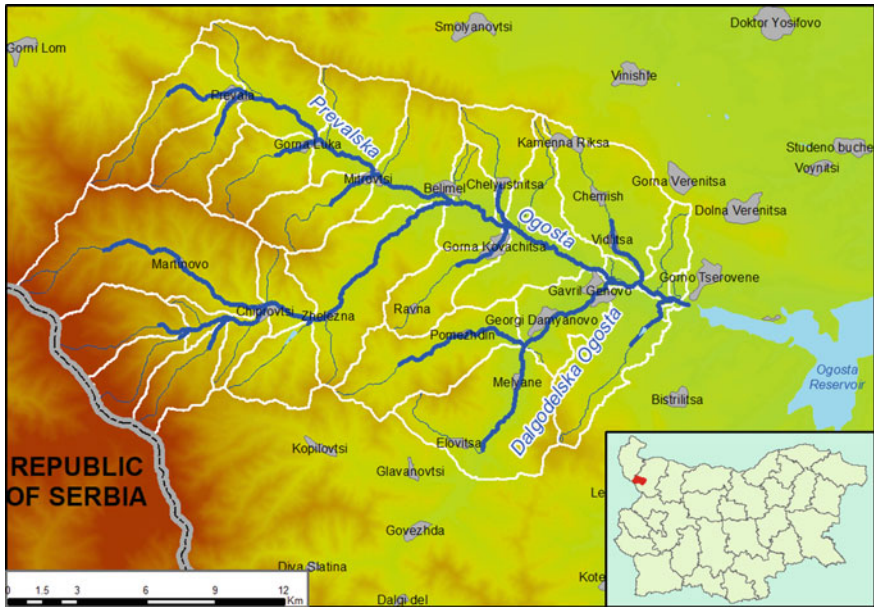 Smolyanovtsi
Doktor Yosifovo
Gorni Lom
Vinishte
Prevala
Prevalska
Gorna Luka
Kamenna Riksa
Studeno buche
Voynitsi
Mitrovtsi
Belimel
Chelyustnitsa
Gorna Verenitsa
Chemish
Dolna Verenitsa
Ogosta
Gorna Kovachitsa
Vidlitsa
Martinovo
Gorno Tserovene
Gavril Genovo
Chiprovtsi
Zhelezna
Ravna
Georgi Damyanovo
Pomezhdin
Dalgodelska Ogosta
Ogosta
Reservoir
Melyane
Bistrilitsa
Elovitsa
Kopilovtsi
REPUBLIC
OF SERBIA
Glavanovtsi
Le
Govezhda
Diva Slatina
Kote
Dalgi del
0 1.5 3 6 9 12
Km